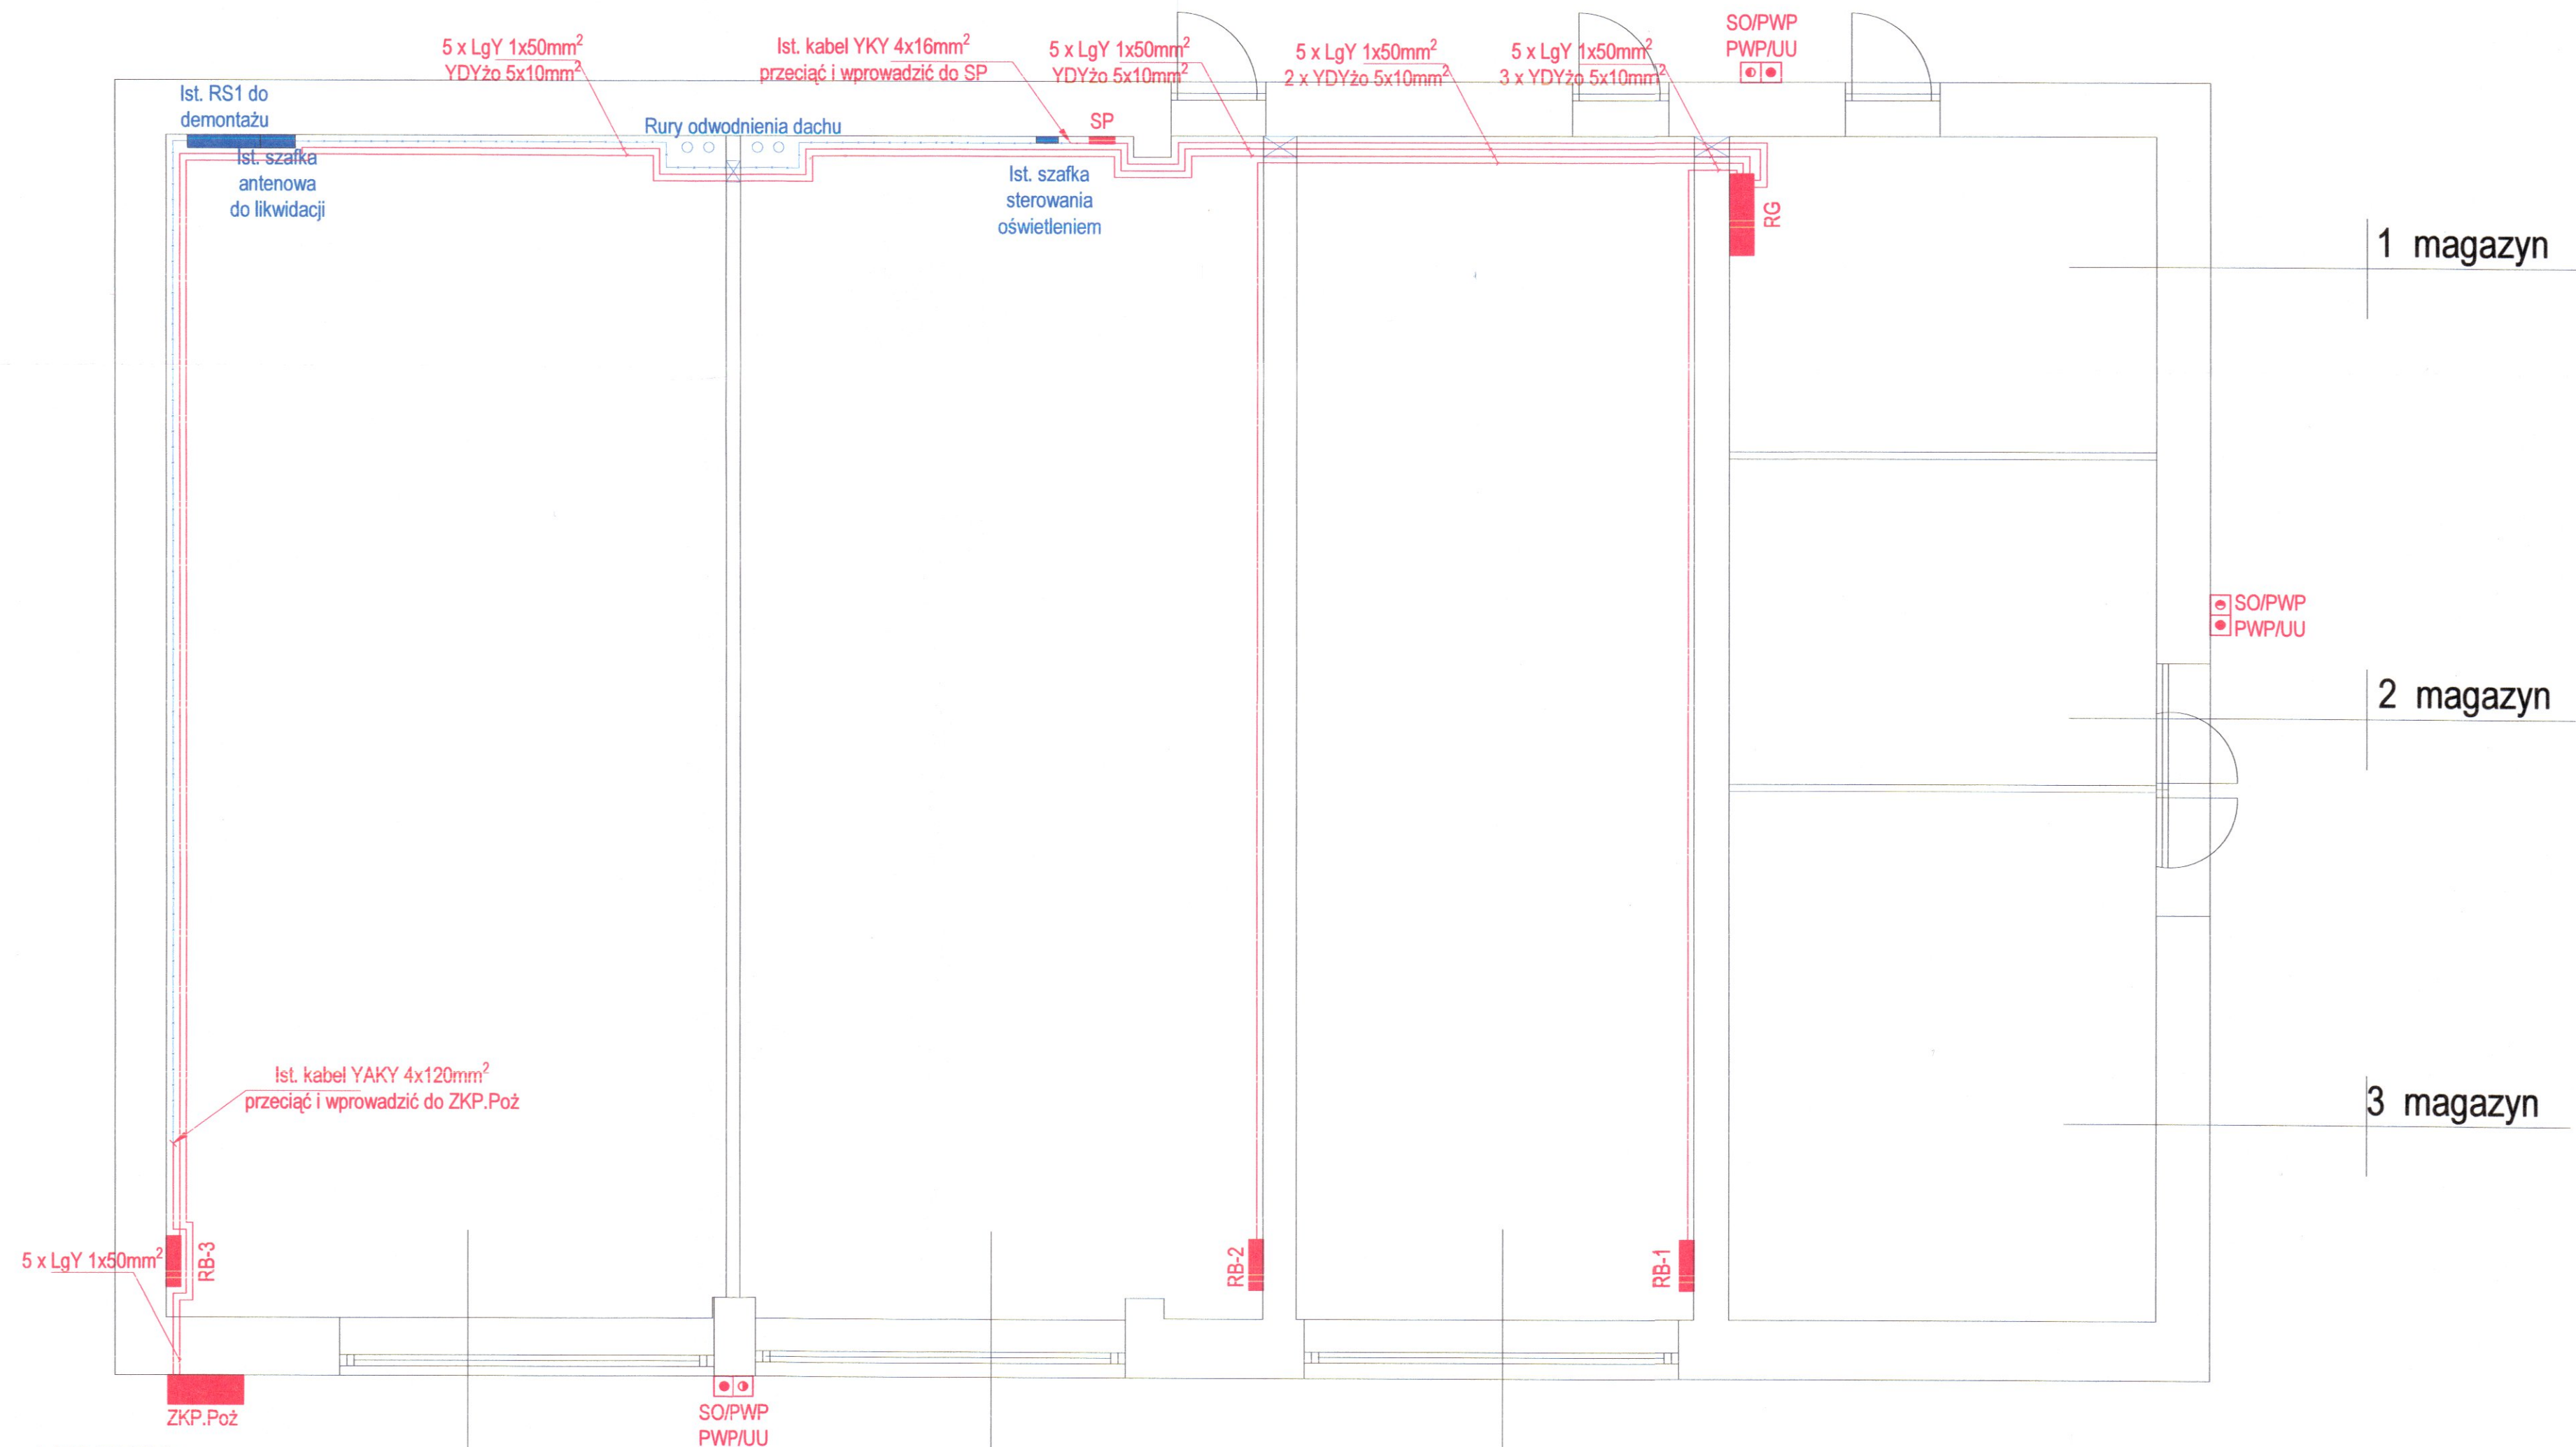 5 x LgY 1x50mm²
YDYżo 5x10mm²
Ist. kabel YKY 4x16mm²
przeciąć i wprowadzić do SP
5 x LgY 1x50mm²
YDYżo 5x10mm²
5 x LgY 1x50mm²
2 x YDYżo 5x10mm²
5 x LgY 1x50mm²
3 x YDYżo 5x10mm²
SO/PWP
PWP/UU
Ist. RS1 do
demontażu
Ist. szafka
antenowa
do likwidacji
Rury odwodnienia dachu
SP
Ist. szafka
sterowania
oświetleniem
RG
1 magazyn
SO/PWP
PWP/UU
2 magazyn
Ist. kabel YAKY 4x120mm²
przeciąć i wprowadzić do ZKP.Poż
3 magazyn
5 x LgY 1x50mm²
RB-3
RB-2
RB-1
ZKP.Poż
SO/PWP
PWP/UU